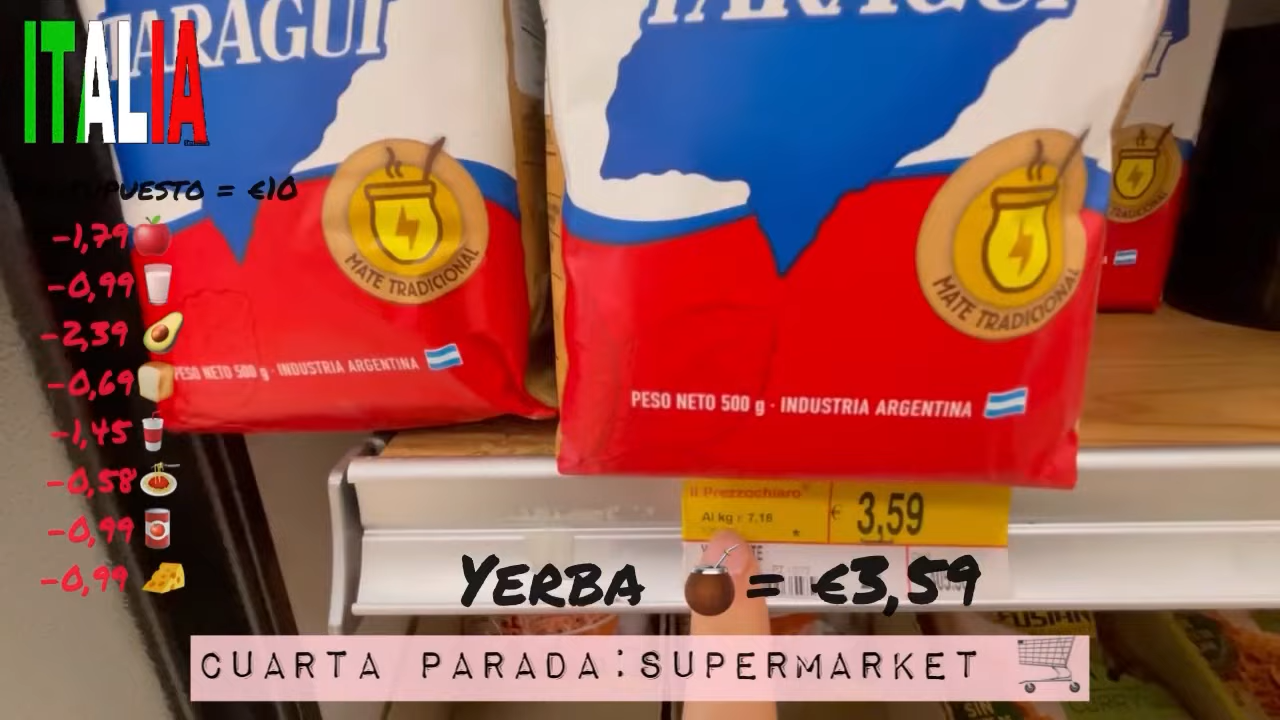 ITALIA
TARAGUI
= €10
-1,79
-0,99
-2,39
-0,69
-1,45
-0,58
-0,99
-0,99
MATE TRADICIONAL
PESO NETO 500 g · INDUSTRIA ARGENTINA
TARAGUI
MATE TRADICIONAL
PESO NETO 500 g · INDUSTRIA ARGENTINA
TRADICIONAL
Il Prezzochiaro
Al kg € 7,18
€ 3,59
YERBA = €3,59
CUARTA PARADA:SUPERMARKET